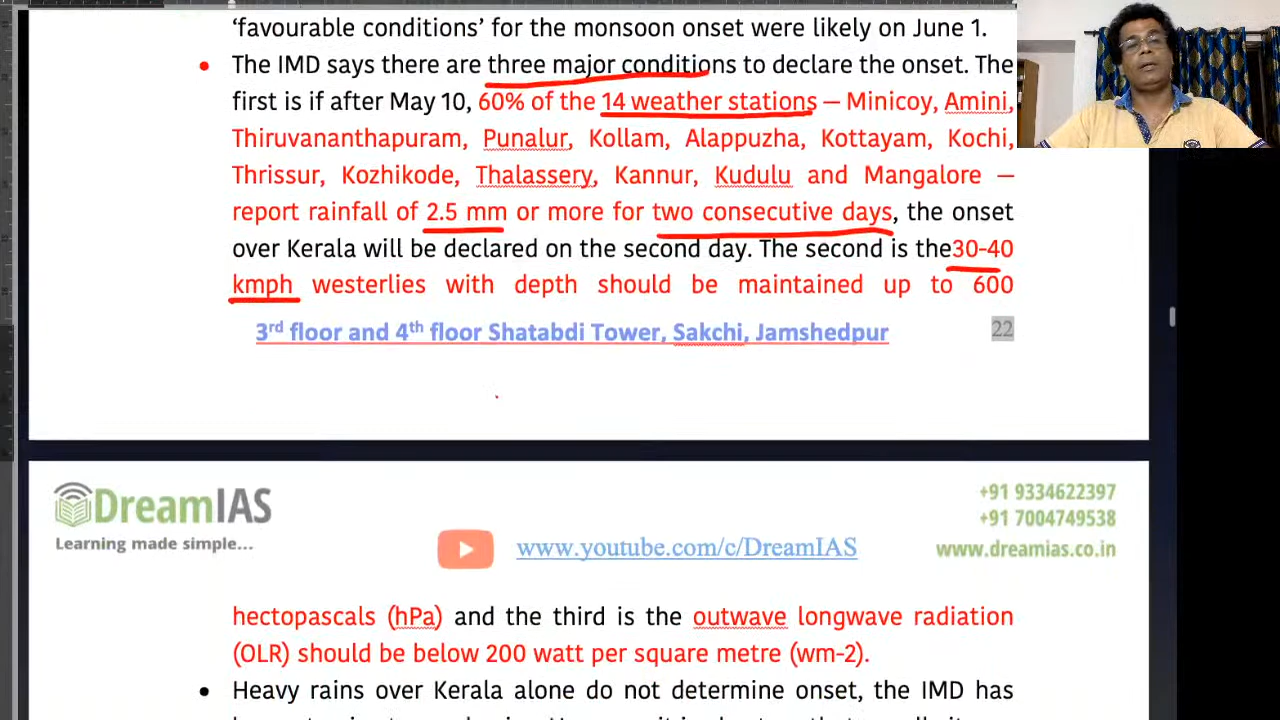 ‘favourable conditions’ for the monsoon onset were likely on June 1.
• The IMD says there are three major conditions to declare the onset. The
first is if after May 10, 60% of the 14 weather stations — Minicoy, Amini,
Thiruvananthapuram, Punalur, Kollam, Alappuzha, Kottayam, Kochi,
Thrissur, Kozhikode, Thalassery, Kannur, Kudulu and Mangalore —
report rainfall of 2.5 mm or more for two consecutive days, the onset
over Kerala will be declared on the second day. The second is the30-40
kmph westerlies with depth should be maintained up to 600
3rd floor and 4th floor Shatabdi Tower, Sakchi, Jamshedpur
22
DreamIAS
Learning made simple...
www.youtube.com/c/DreamIAS
+91 9334622397
+91 7004749538
www.dreamias.co.in
hectopascals (hPa) and the third is the outwave longwave radiation
(OLR) should be below 200 watt per square metre (wm-2).
• Heavy rains over Kerala alone do not determine onset, the IMD has